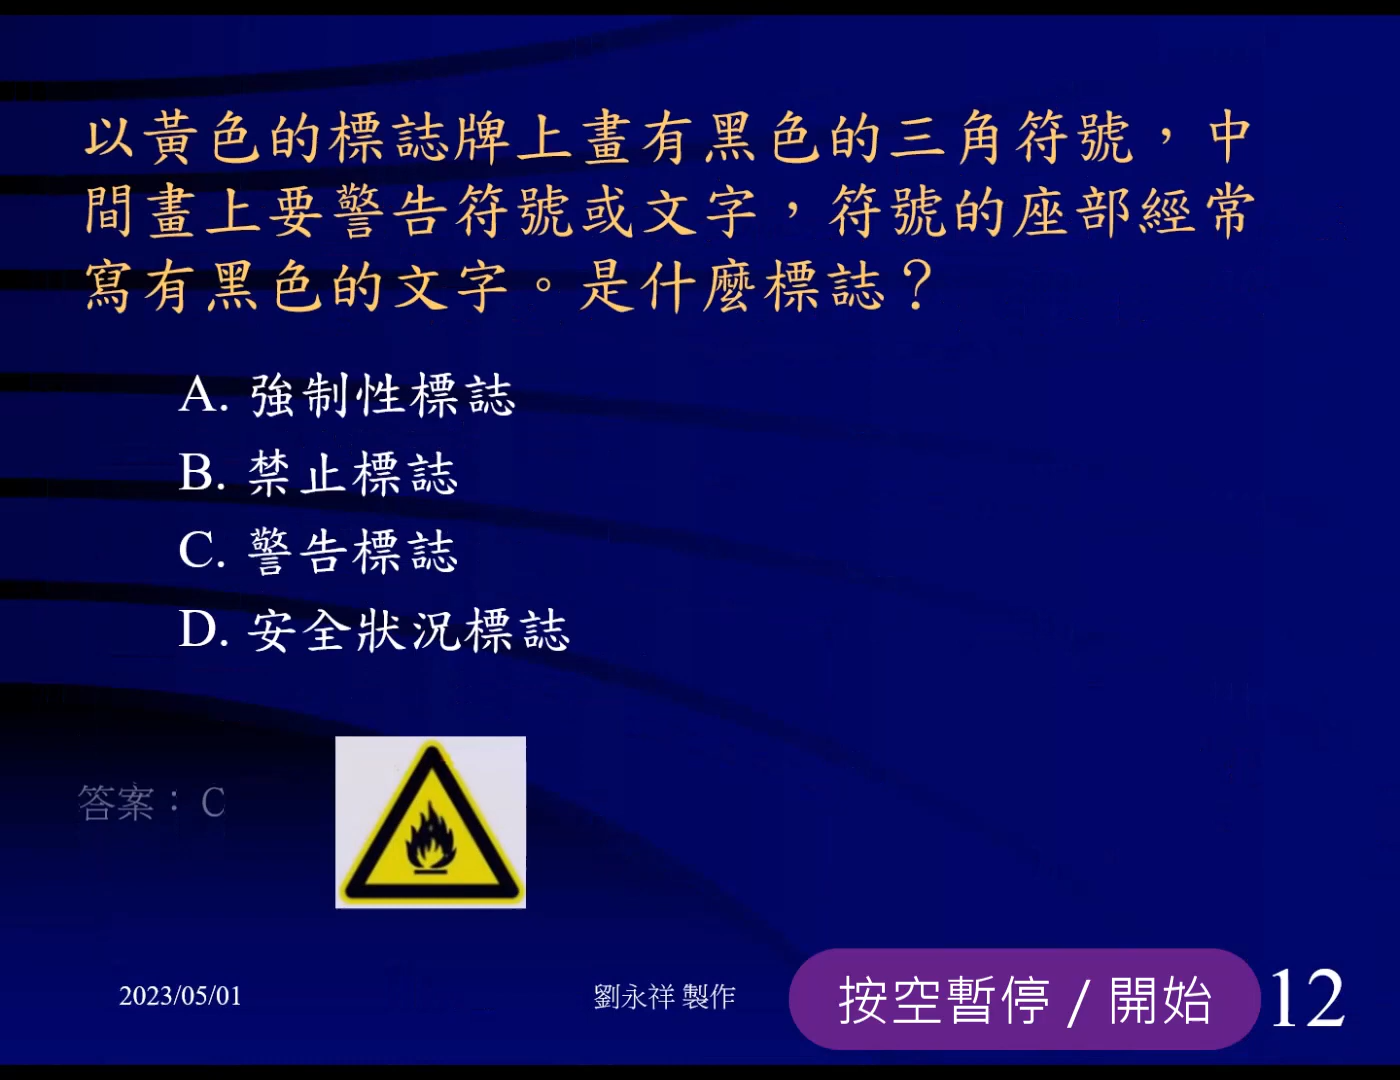 以黃色的標誌牌上畫有黑色的三角符號，中
間畫上要警告符號或文字，符號的座部經常
寫有黑色的文字。是什麼標誌？
A. 強制性標誌
B. 禁止標誌
C. 警告標誌
D. 安全狀況標誌
答案：C
2023/05/01
劉永祥 製作
按空暫停 / 開始
12